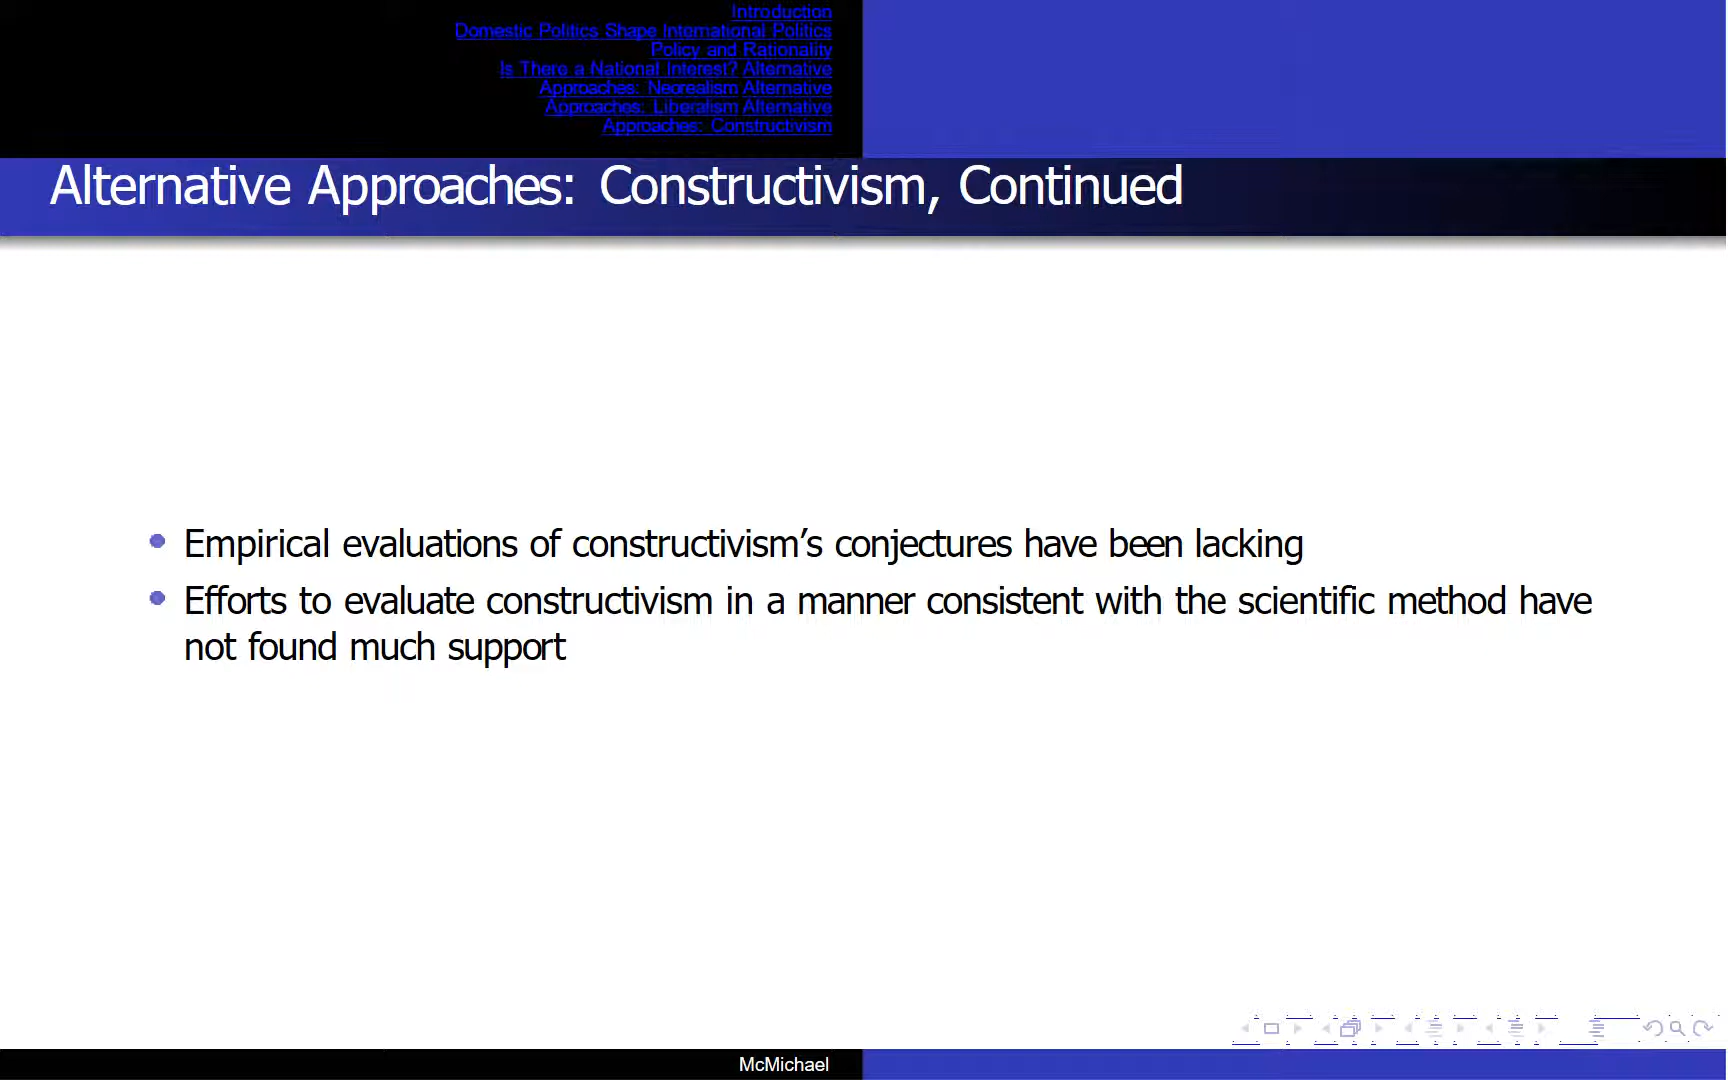 Introduction
Domestic Politics Shape International Politics
Policy and Rationality
Is There a National Interest? Alternative
Approaches: Neorealism Alternative
Approaches: Liberalism Alternative
Approaches: Constructivism
Alternative Approaches: Constructivism, Continued
Empirical evaluations of constructivism’s conjectures have been lacking
Efforts to evaluate constructivism in a manner consistent with the scientific method have
not found much support
McMichael